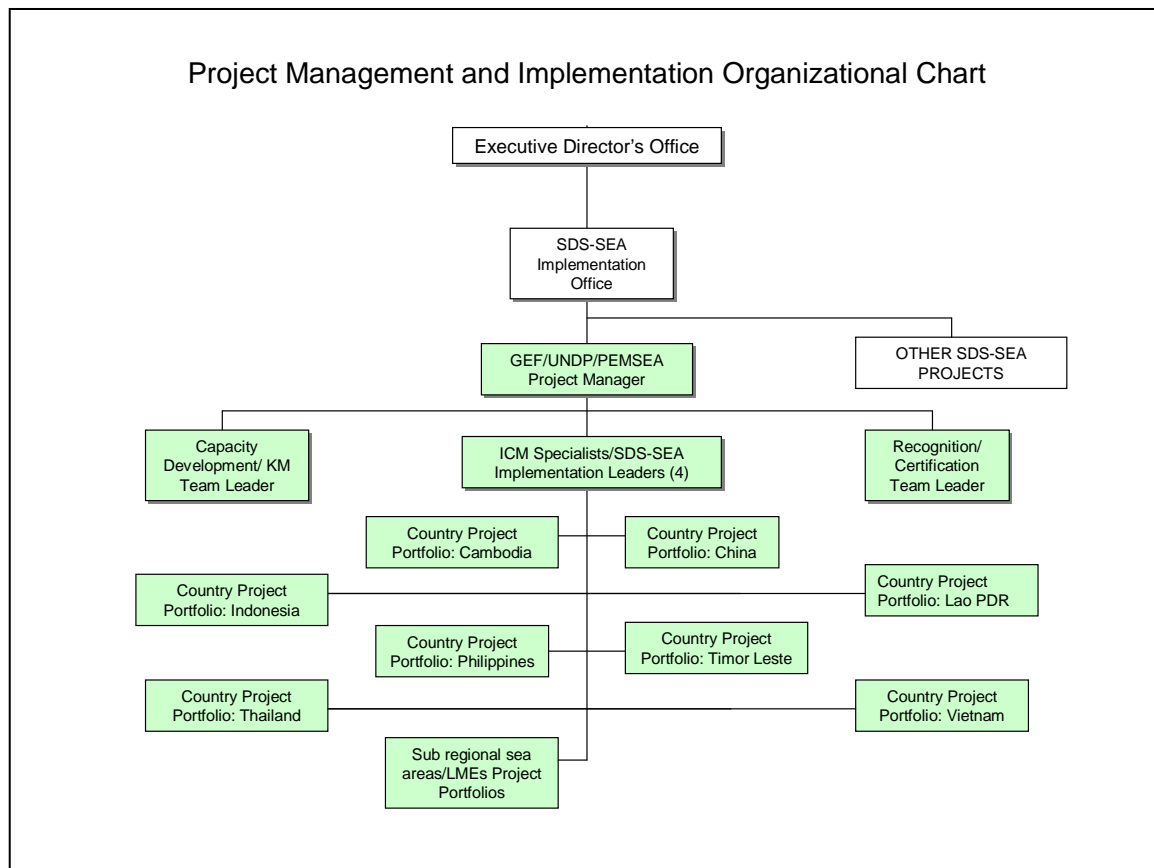 Project Management and Implementation Organizational Chart
Executive Director's Office
SDS-SEA
Implementation
Office
GEF/UNDP/PEMSEA
Project Manager
OTHER SDS-SEA
PROJECTS
Capacity
Development/ KM
Team Leader
ICM Specialists/SDS-SEA
Implementation Leaders (4)
Recognition/
Certification
Team Leader
Country Project
Portfolio: Cambodia
Country Project
Portfolio: China
Country Project
Portfolio: Indonesia
Country Project
Portfolio: Lao PDR
Country Project
Portfolio: Philippines
Country Project
Portfolio: Timor Leste
Country Project
Portfolio: Thailand
Country Project
Portfolio: Vietnam
Sub regional sea
areas/LMEs Project
Portfolios